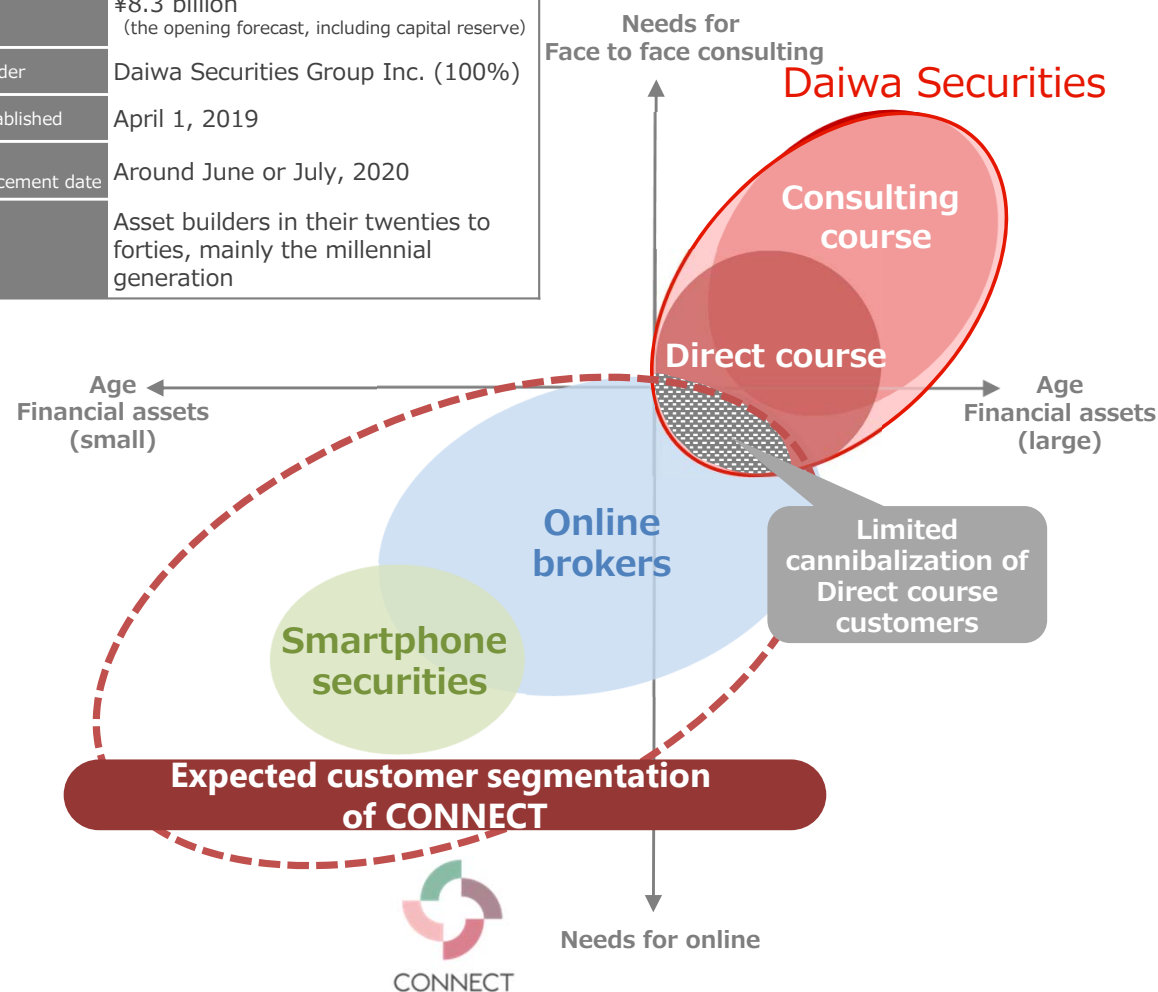 ¥8.3 billion
(the opening forecast, including capital reserve)
der Daiwa Securities Group Inc. (100%)
ablished April 1, 2019
cement date Around June or July, 2020
Asset builders in their twenties to
forties, mainly the millennial
generation
Needs for
Face to face consulting
Daiwa Securities
Consulting
course
Direct course
Age
Financial assets
(small)
Age
Financial assets
(large)
Online
brokers
Limited
cannibalization of
Direct course
customers
Smartphone
securities
Expected customer segmentation
of CONNECT
Needs for online
CONNECT